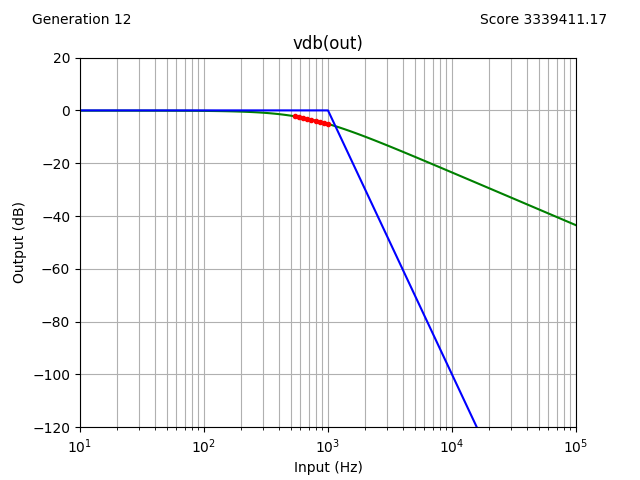 Generation 12
Score 3339411.17
vdb(out)
20
0
−20
−40
−60
−80
−100
−120
Output (dB)
10¹
10²
10³
10⁴
10⁵
Input (Hz)